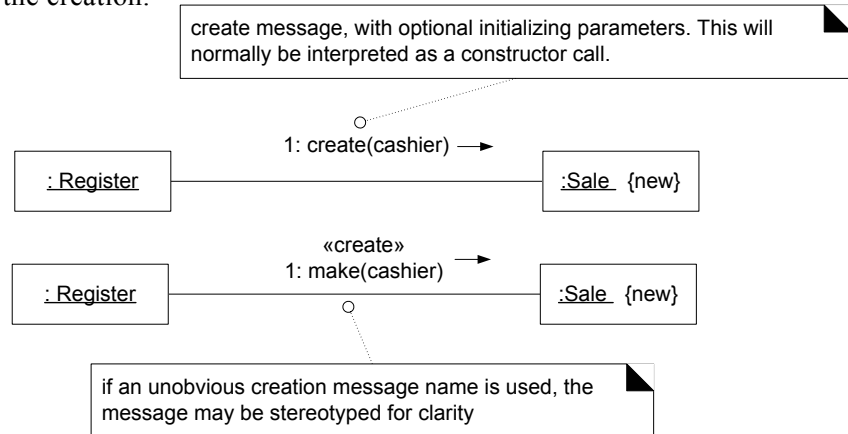 the creation.
create message, with optional initializing parameters. This will
normally be interpreted as a constructor call.
1: create(cashier)
: Register
:Sale {new}
«create»
1: make(cashier)
: Register
:Sale {new}
if an unobvious creation message name is used, the
message may be stereotyped for clarity